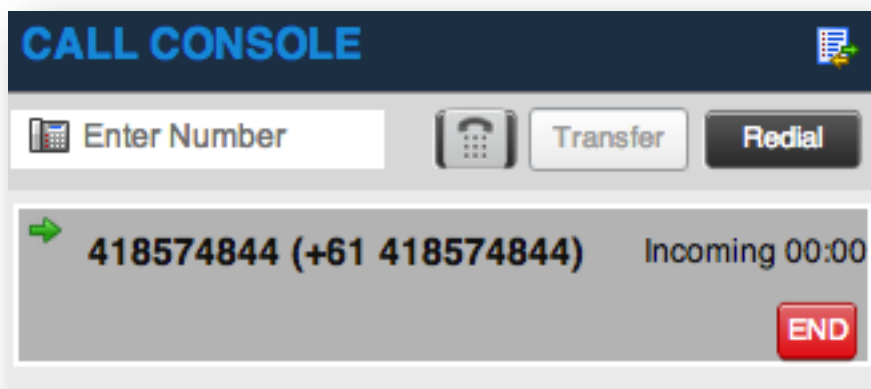 CALL CONSOLE
Enter Number Transfer Redial
418574844 (+61 418574844) Incoming 00:00
END